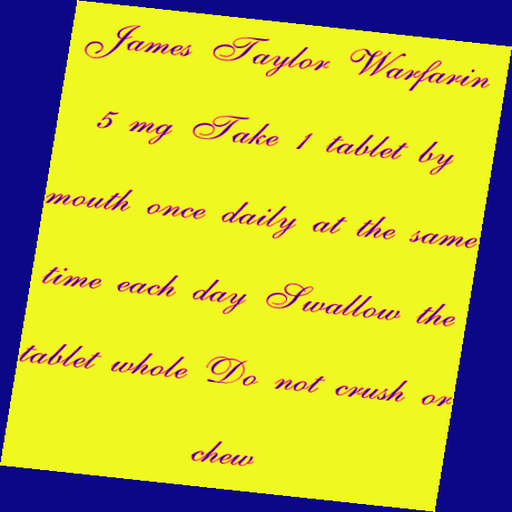 James Taylor Warfarin
5 mg Take 1 tablet by
mouth once daily at the same
time each day Swallow the
tablet whole Do not crush or
chew